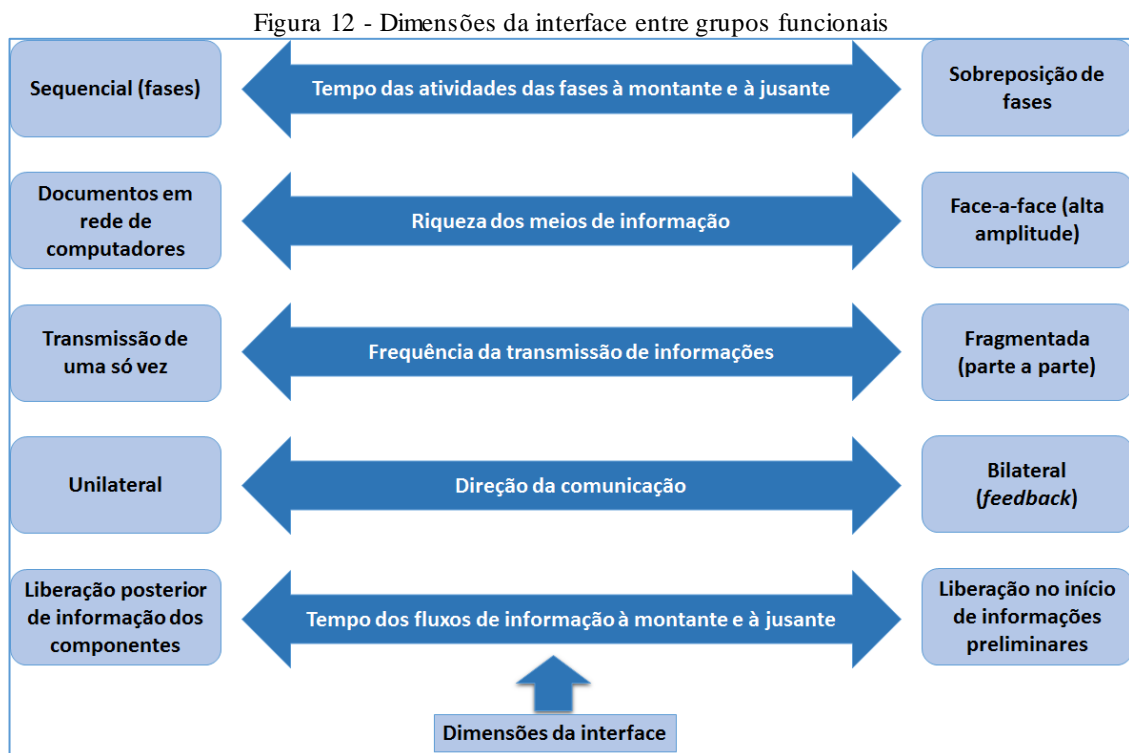 Figura 12 - Dimensões da interface entre grupos funcionais
Sequencial (fases)
Tempo das atividades das fases à montante e à jusante
Sobreposição de
fases
Documentos em
rede de
computadores
Riqueza dos meios de informação
Face-a-face (alta
amplitude)
Transmissão de
uma só vez
Frequência da transmissão de informações
Fragmentada
(parte a parte)
Unilateral
Direção da comunicação
Bilateral
(feedback)
Liberação posterior
de informação dos
componentes
Tempo dos fluxos de informação à montante e à jusante
Liberação no início
de informações
preliminares
Dimensões da interface